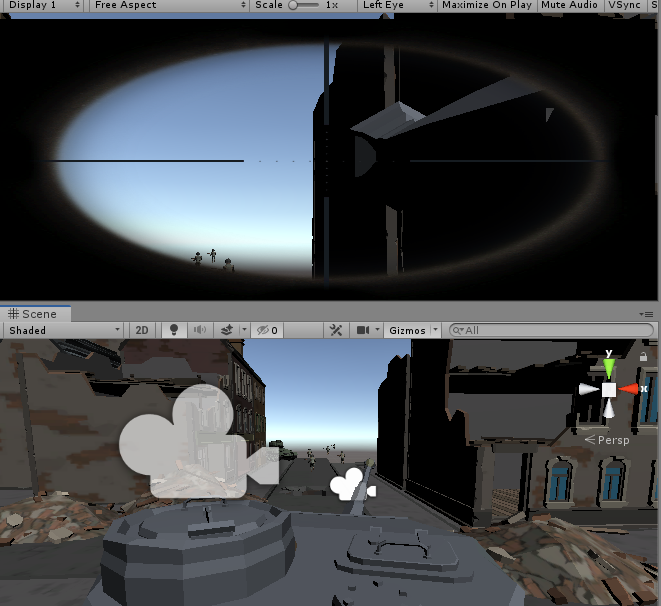 Display 1 Free Aspect Scale 1x Left Eye Maximize On Play Mute Audio VSync S
Scene
Shaded 2D 0 Gizmos All
y
x
Persp